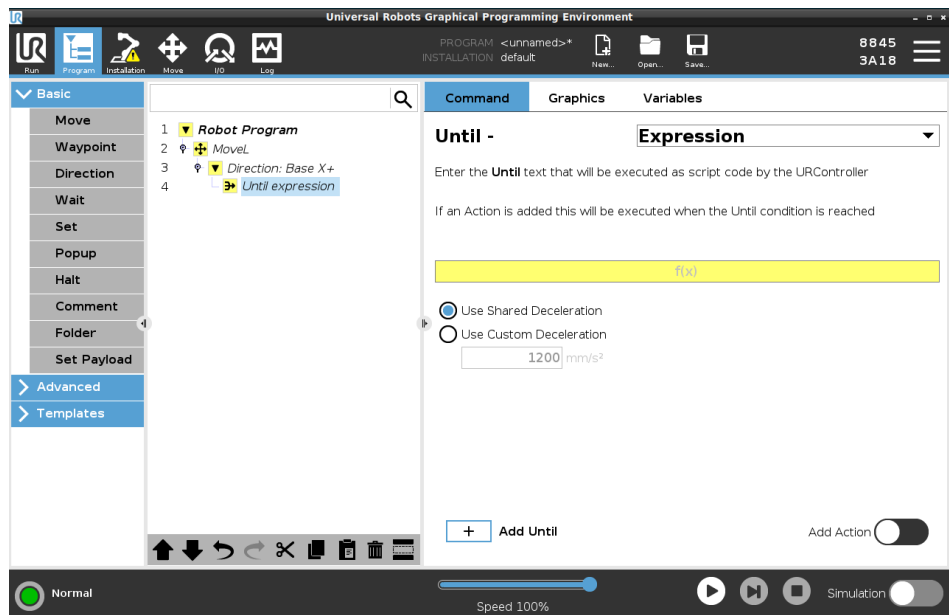 Universal Robots Graphical Programming Environment
UR
Run
Program
Installation
Move
I/O
Log
PROGRAM <unnamed>*
INSTALLATION default
New...
Open...
Save...
8845
3A18
Basic
Move
Waypoint
Direction
Wait
Set
Popup
Halt
Comment
Folder
Set Payload
Advanced
Templates
1 Robot Program
2 MoveL
3 Direction: Base X+
4 Until expression
Command Graphics Variables
Until - Expression
Enter the Until text that will be executed as script code by the URController
If an Action is added this will be executed when the Until condition is reached
f(x)
Use Shared Deceleration
Use Custom Deceleration
1200 mm/s²
+ Add Until
Add Action
Normal
Speed 100%
Simulation